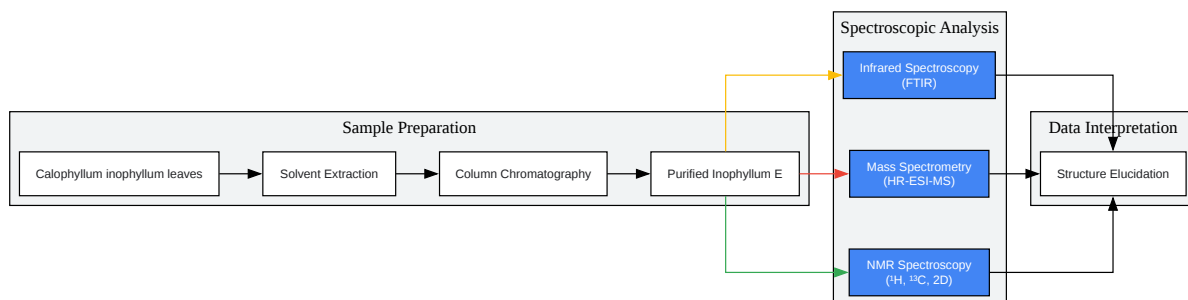 Spectroscopic Analysis
Infrared Spectroscopy
(FTIR)
Sample Preparation
Data Interpretation
Calophyllum inophyllum leaves
Solvent Extraction
Column Chromatography
Purified Inophyllum E
Mass Spectrometry
(HR-ESI-MS)
Structure Elucidation
NMR Spectroscopy
(¹H, ¹³C, 2D)